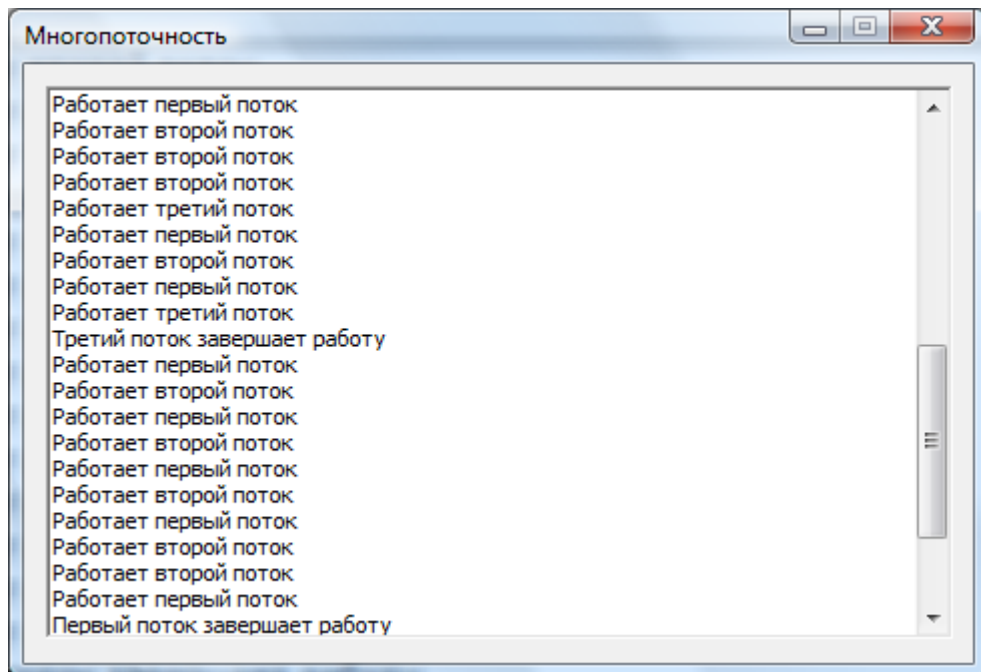 Многопоточность
Работает первый поток
Работает второй поток
Работает второй поток
Работает второй поток
Работает третий поток
Работает первый поток
Работает второй поток
Работает первый поток
Работает третий поток
Третий поток завершает работу
Работает первый поток
Работает второй поток
Работает первый поток
Работает второй поток
Работает первый поток
Работает второй поток
Работает первый поток
Работает второй поток
Работает второй поток
Работает первый поток
Первый поток завершает работу